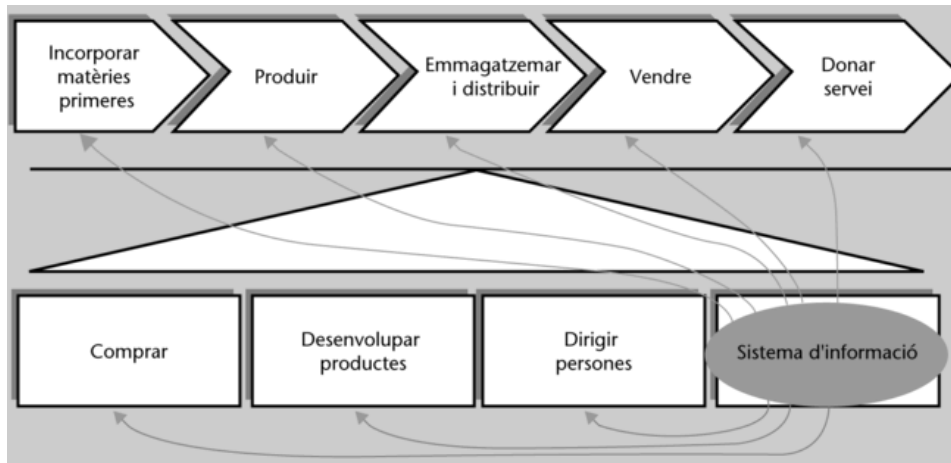 Incorporar
matèries
primeres
Produir
Emmagatzemar
i distribuir
Vendre
Donar
servei
Comprar
Desenvolupar
productes
Dirigir
persones
Sistema d'informació